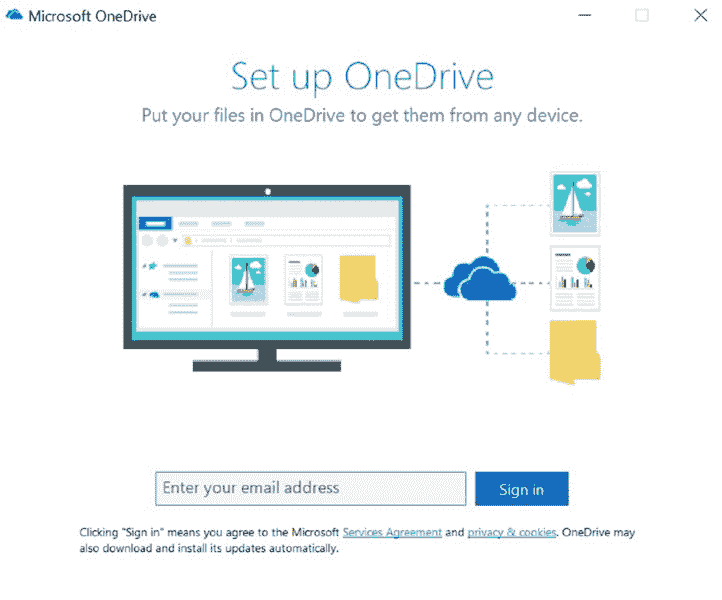 Microsoft OneDrive
Set up OneDrive
Put your files in OneDrive to get them from any device.
Enter your email address
Sign in
Clicking "Sign in" means you agree to the Microsoft Services Agreement and privacy & cookies. OneDrive may
also download and install its updates automatically.